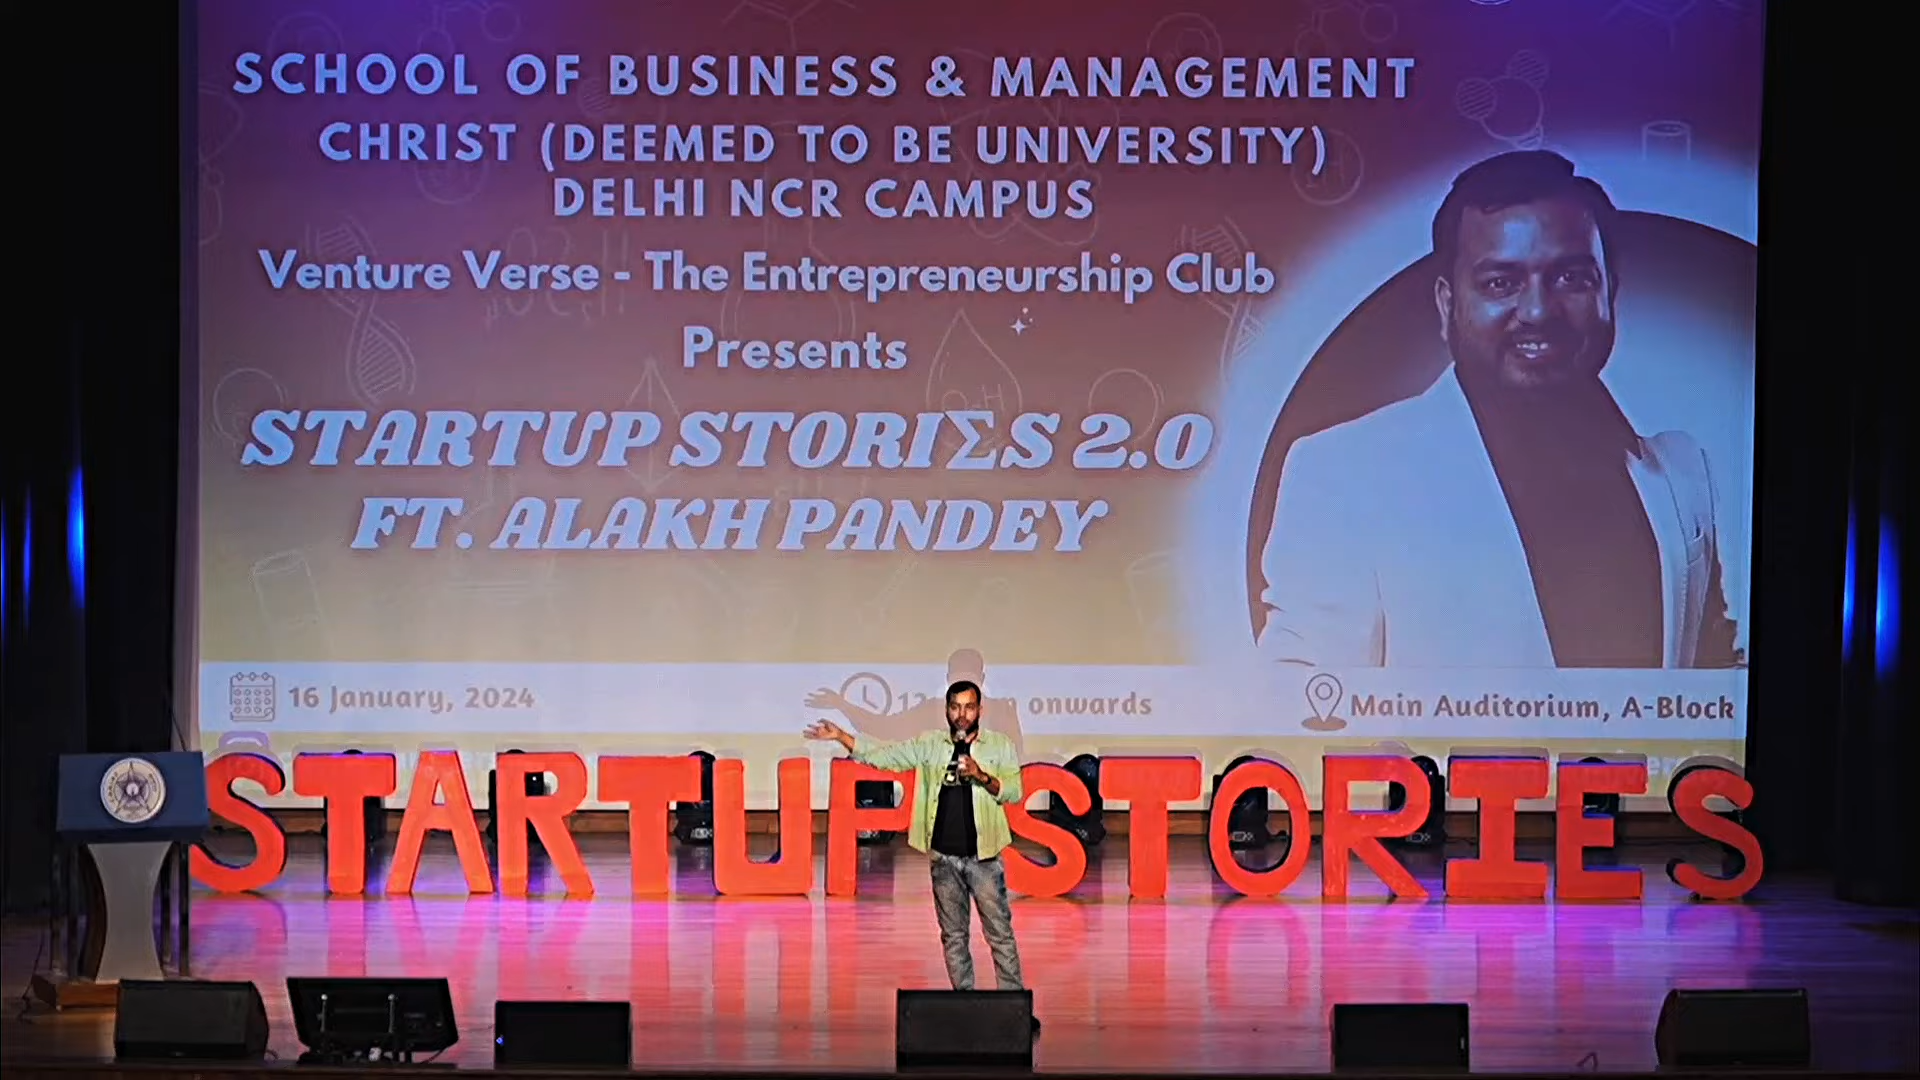 SCHOOL OF BUSINESS & MANAGEMENT
CHRIST (DEEMED TO BE UNIVERSITY)
DELHI NCR CAMPUS
Venture Verse - The Entrepreneurship Club
Presents
STARTUP STORIΣS 2.0
FT. ALAKH PANDEY
16 January, 2024
onwards
Main Auditorium, A-Block
STARTUP STORIES